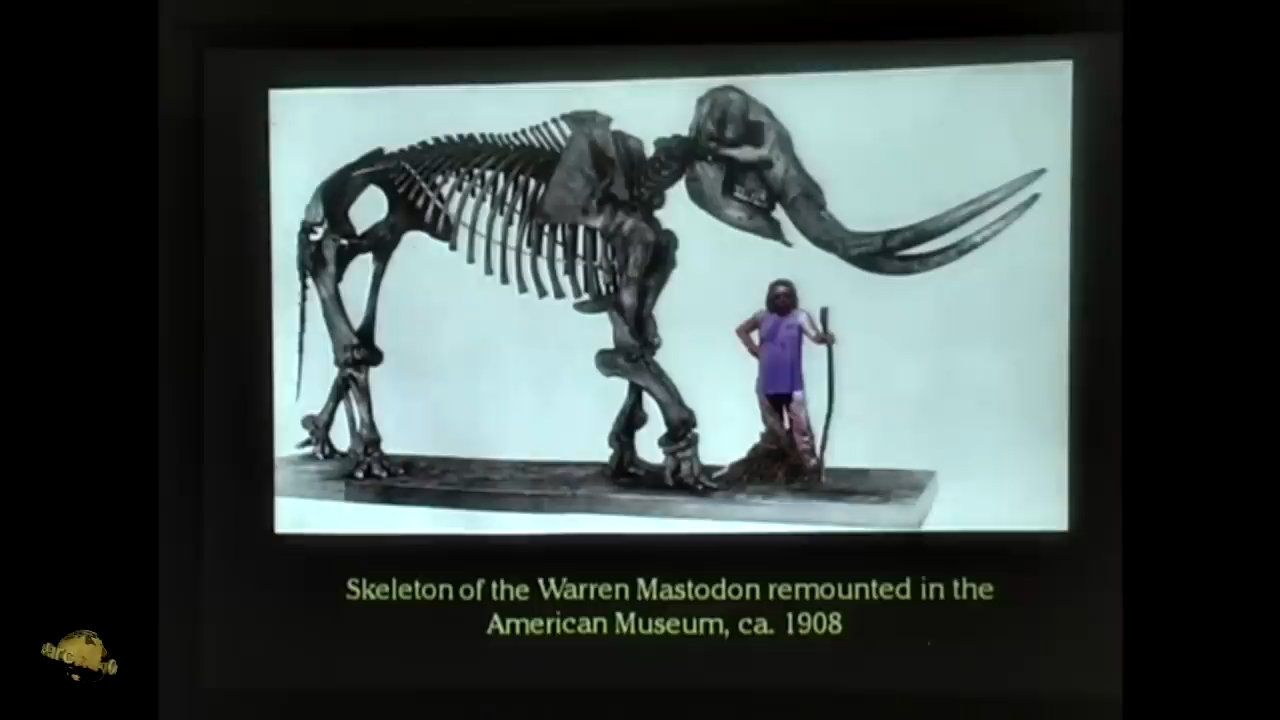 Skeleton of the Warren Mastodon remounted in the
American Museum, ca. 1908